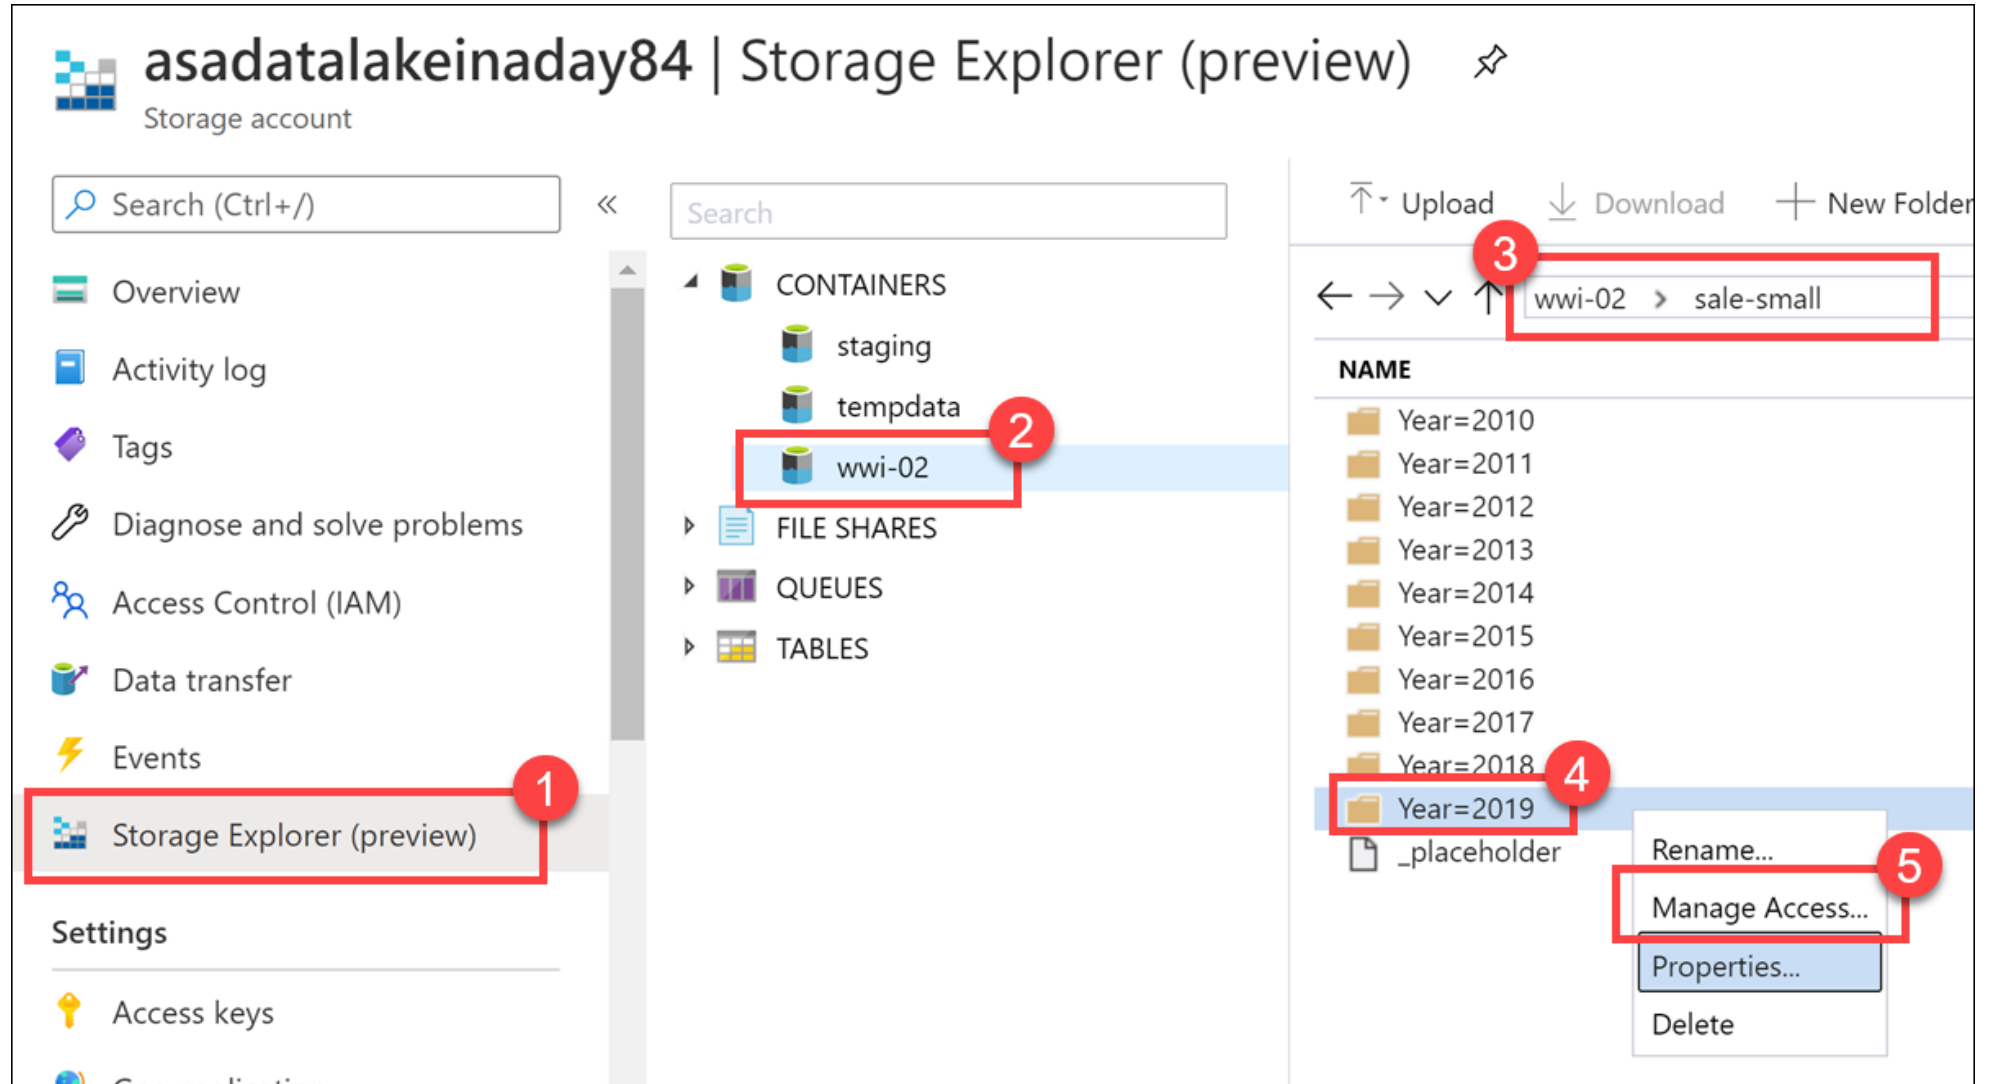 asadatalakeinaday84 | Storage Explorer (preview)
Storage account
Search (Ctrl+/)
«
Overview
Activity log
Tags
Diagnose and solve problems
Access Control (IAM)
Data transfer
Events
1
Storage Explorer (preview)
Settings
Access keys
Search
CONTAINERS
staging
tempdata
2
wwi-02
FILE SHARES
QUEUES
TABLES
Upload
Download
New Folder
3
wwi-02 > sale-small
NAME
Year=2010
Year=2011
Year=2012
Year=2013
Year=2014
Year=2015
Year=2016
Year=2017
Year=2018
4
Year=2019
_placeholder
Rename...
5
Manage Access...
Properties...
Delete